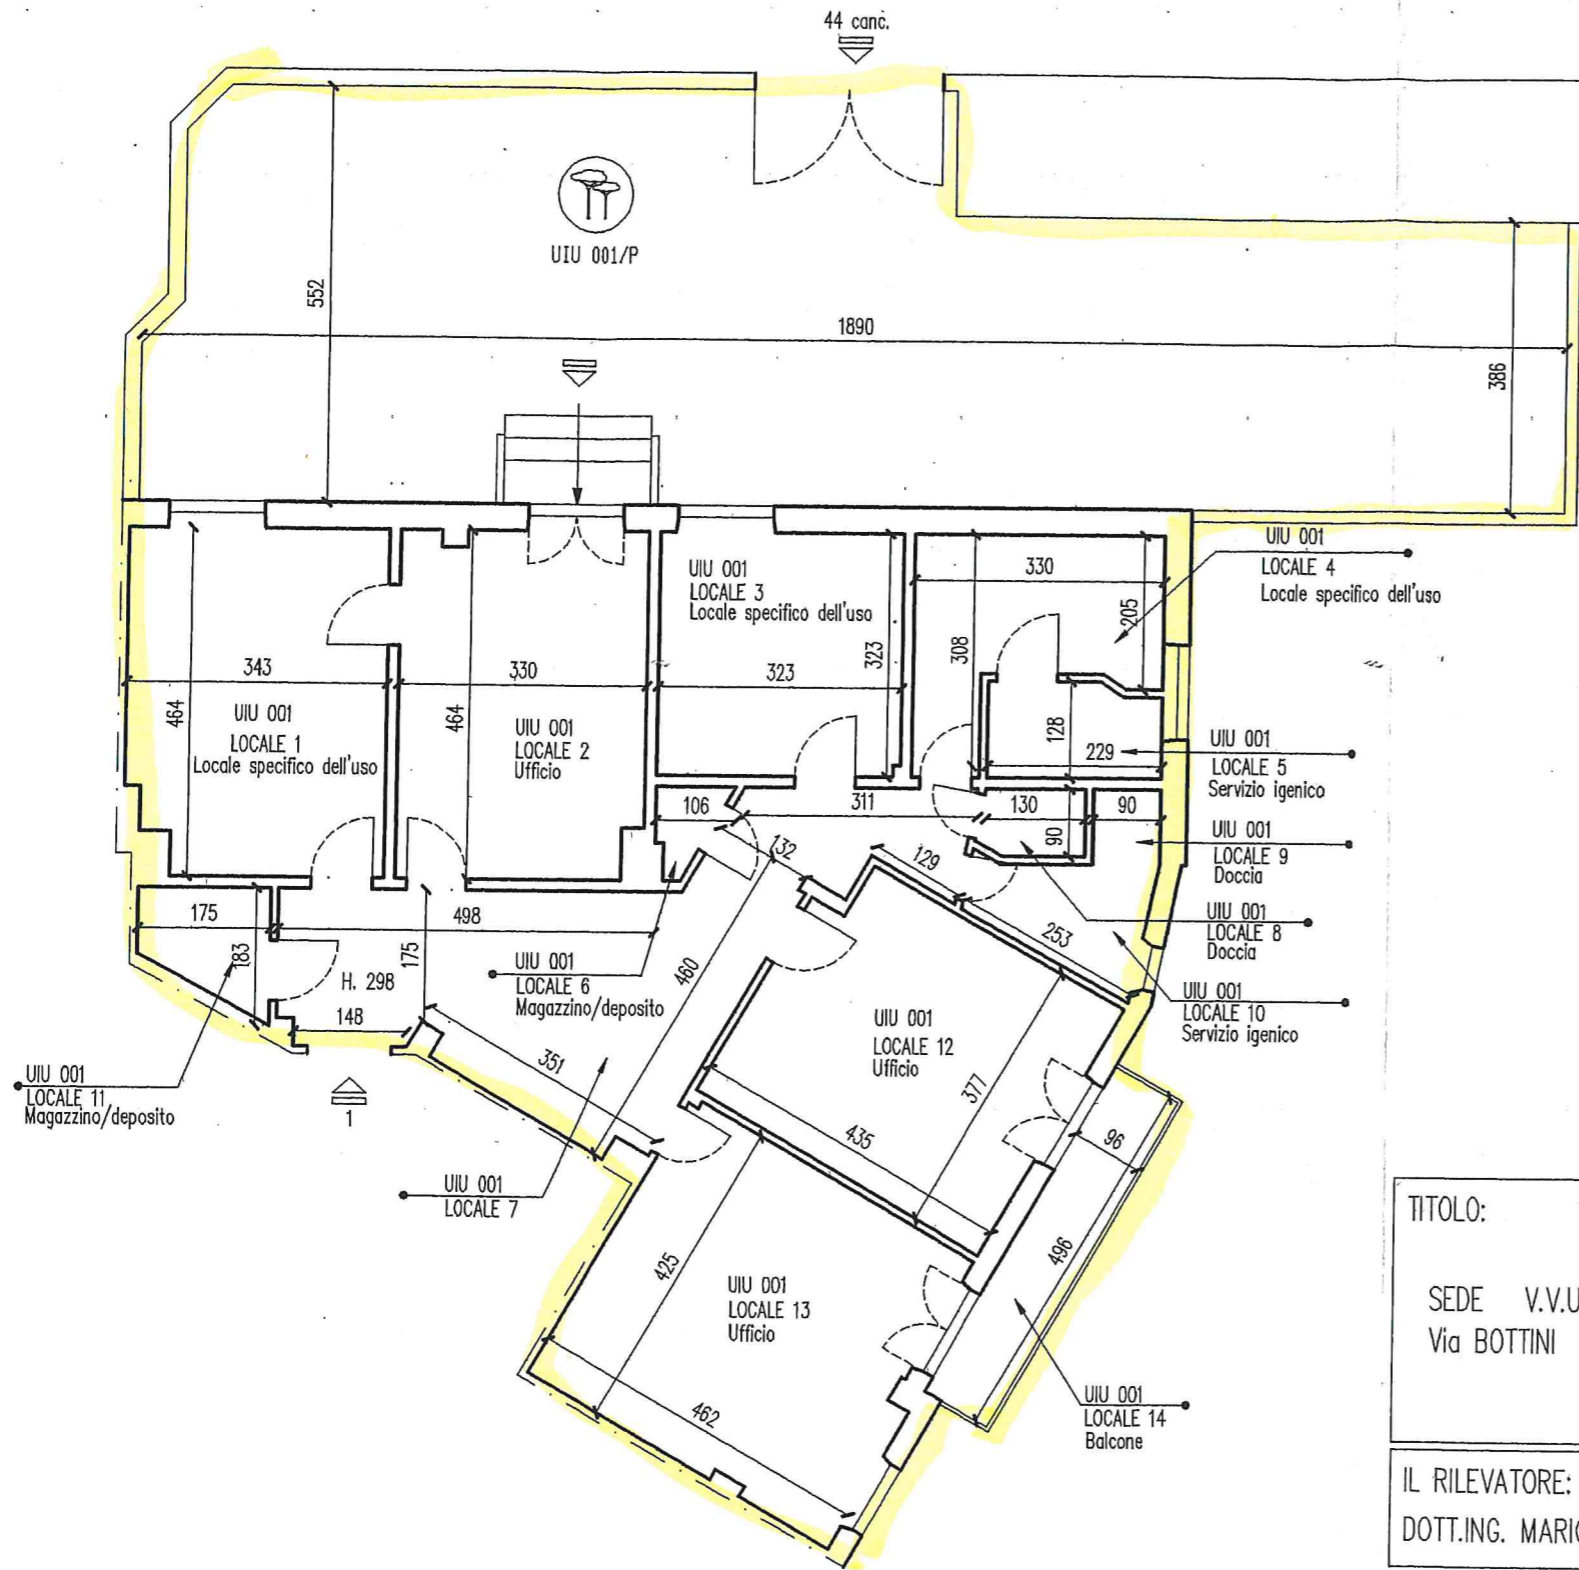 44 canc.
UIU 001/P
552
1890
386
UIU 001
LOCALE 4
Locale specifico dell'uso
UIU 001
LOCALE 3
Locale specifico dell'uso
330
205
308
323
323
343
330
464
464
UIU 001
LOCALE 1
Locale specifico dell'uso
UIU 001
LOCALE 2
Ufficio
128
229
UIU 001
LOCALE 5
Servizio igenico
106
311
130
90
90
UIU 001
LOCALE 9
Doccia
132
129
175
498
183
175
253
UIU 001
LOCALE 8
Doccia
H. 298
460
UIU 001
LOCALE 6
Magazzino/deposito
UIU 001
LOCALE 10
Servizio igenico
148
351
UIU 001
LOCALE 12
Ufficio
377
UIU 001
LOCALE 11
Magazzino/deposito
1
435
96
UIU 001
LOCALE 7
425
496
UIU 001
LOCALE 13
Ufficio
462
UIU 001
LOCALE 14
Balcone
TITOLO:
SEDE V.V.U
Via BOTTINI
IL RILEVATORE:
DOTT.ING. MARIO